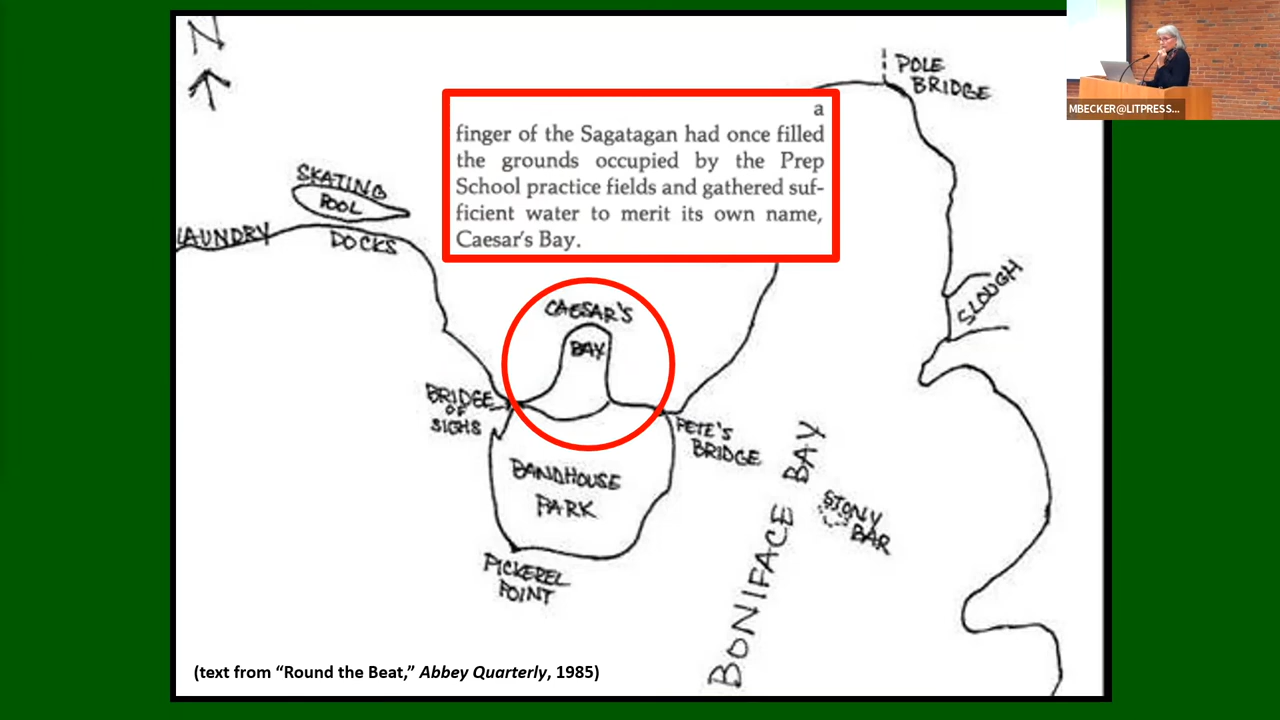 N
POLE
BRIDGE
a
finger of the Sagatagan had once filled
the grounds occupied by the Prep
School practice fields and gathered suf-
ficient water to merit its own name,
Caesar's Bay.
MBECKER@LITPRESS...
SKATING
POOL
LAUNDRY
DOCKS
SLOUGH
CAESAR'S
BAY
BRIDGE
OF
SIGHS
PETE'S
BRIDGE
BANDHOUSE
PARK
BONIFACE BAY
STONY
BAR
PICKEREL
POINT
(text from “Round the Beat,” Abbey Quarterly, 1985)